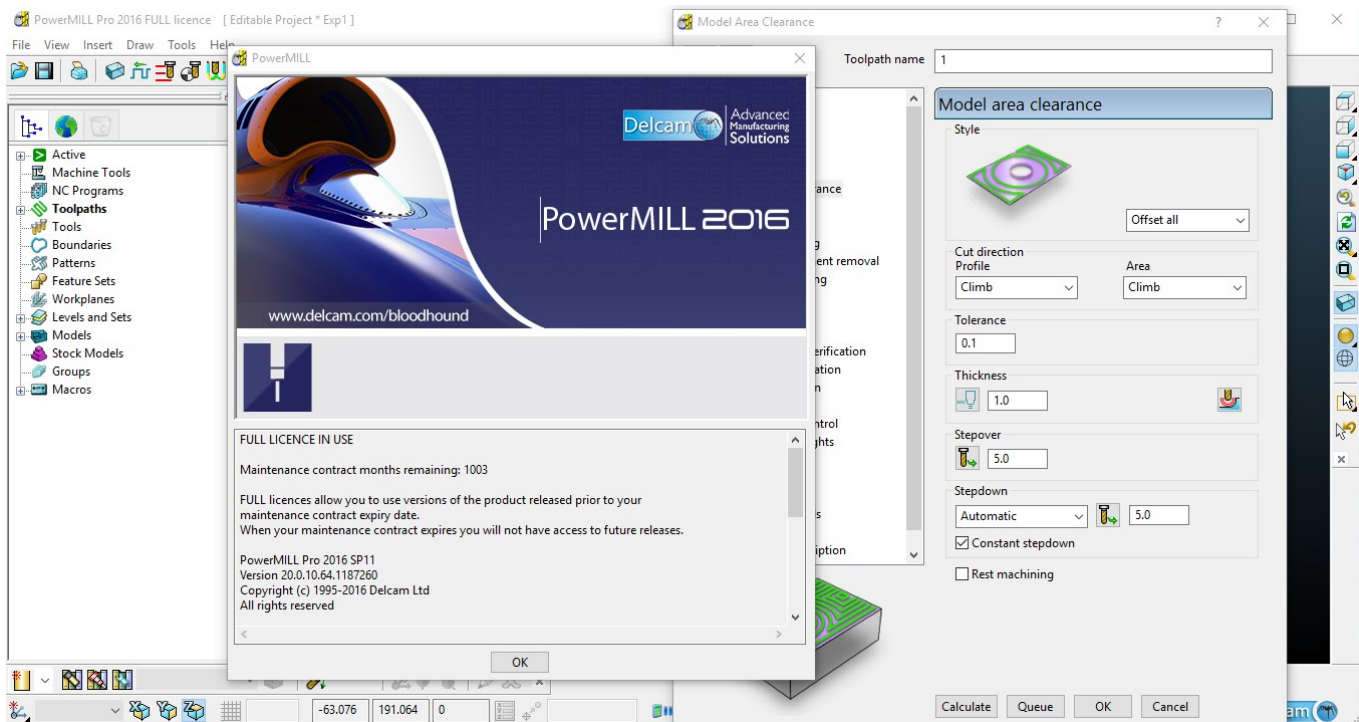 PowerMILL Pro 2016 FULL licence [ Editable Project * Exp1 ]
File View Insert Draw Tools Help
Active
Machine Tools
NC Programs
Toolpaths
Tools
Boundaries
Patterns
Feature Sets
Workplanes
Levels and Sets
Models
Stock Models
Groups
Macros
-63.076 191.064 0
PowerMILL
Delcam
Advanced
Manufacturing
Solutions
PowerMILL 2016
www.delcam.com/bloodhound
FULL LICENCE IN USE
Maintenance contract months remaining: 1003
FULL licences allow you to use versions of the product released prior to your
maintenance contract expiry date.
When your maintenance contract expires you will not have access to future releases.
PowerMILL Pro 2016 SP11
Version 20.0.10.64.1187260
Copyright (c) 1995-2016 Delcam Ltd
All rights reserved
OK
Model Area Clearance
Toolpath name 1
Model area clearance
Style
Offset all
Cut direction
Profile Area
Climb Climb
Tolerance
0.1
Thickness
1.0
Stepover
5.0
Stepdown
Automatic 5.0
Constant stepdown
Rest machining
Calculate Queue OK Cancel